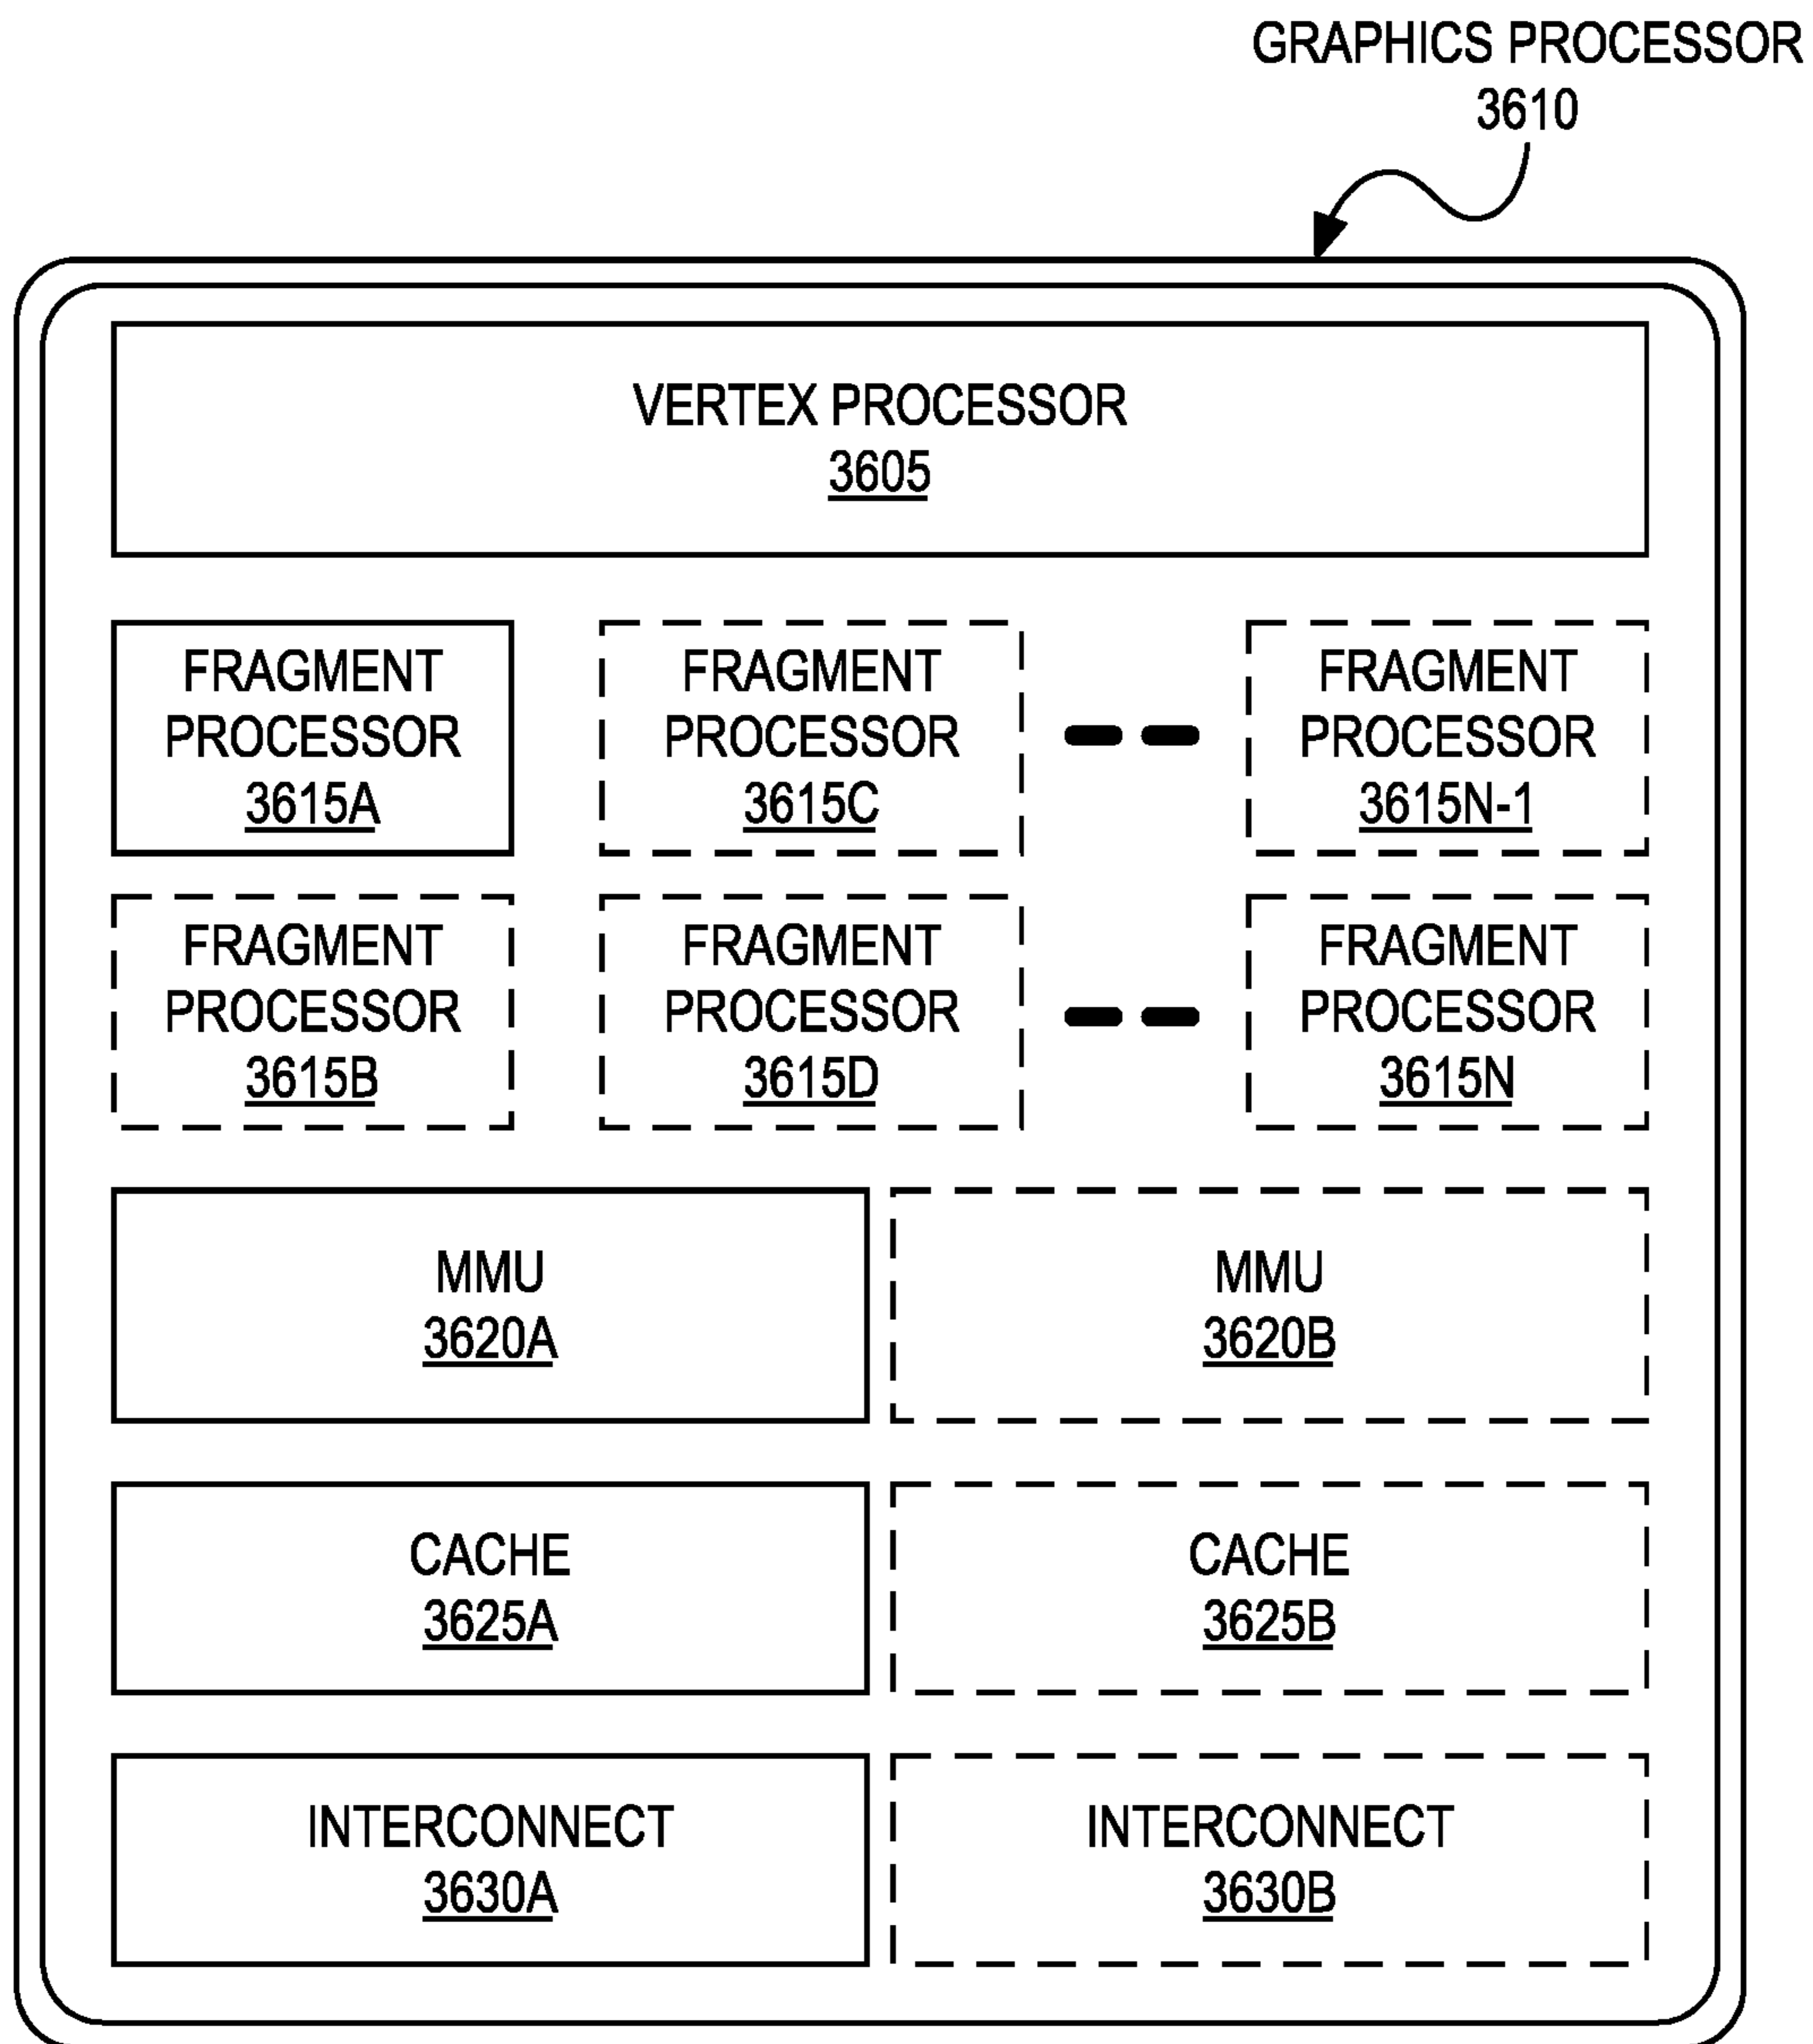 GRAPHICS PROCESSOR
3610
VERTEX PROCESSOR
3605
FRAGMENT
PROCESSOR
3615A
FRAGMENT
PROCESSOR
3615C
FRAGMENT
PROCESSOR
3615N-1
FRAGMENT
PROCESSOR
3615B
FRAGMENT
PROCESSOR
3615D
FRAGMENT
PROCESSOR
3615N
MMU
3620A
MMU
3620B
CACHE
3625A
CACHE
3625B
INTERCONNECT
3630A
INTERCONNECT
3630B